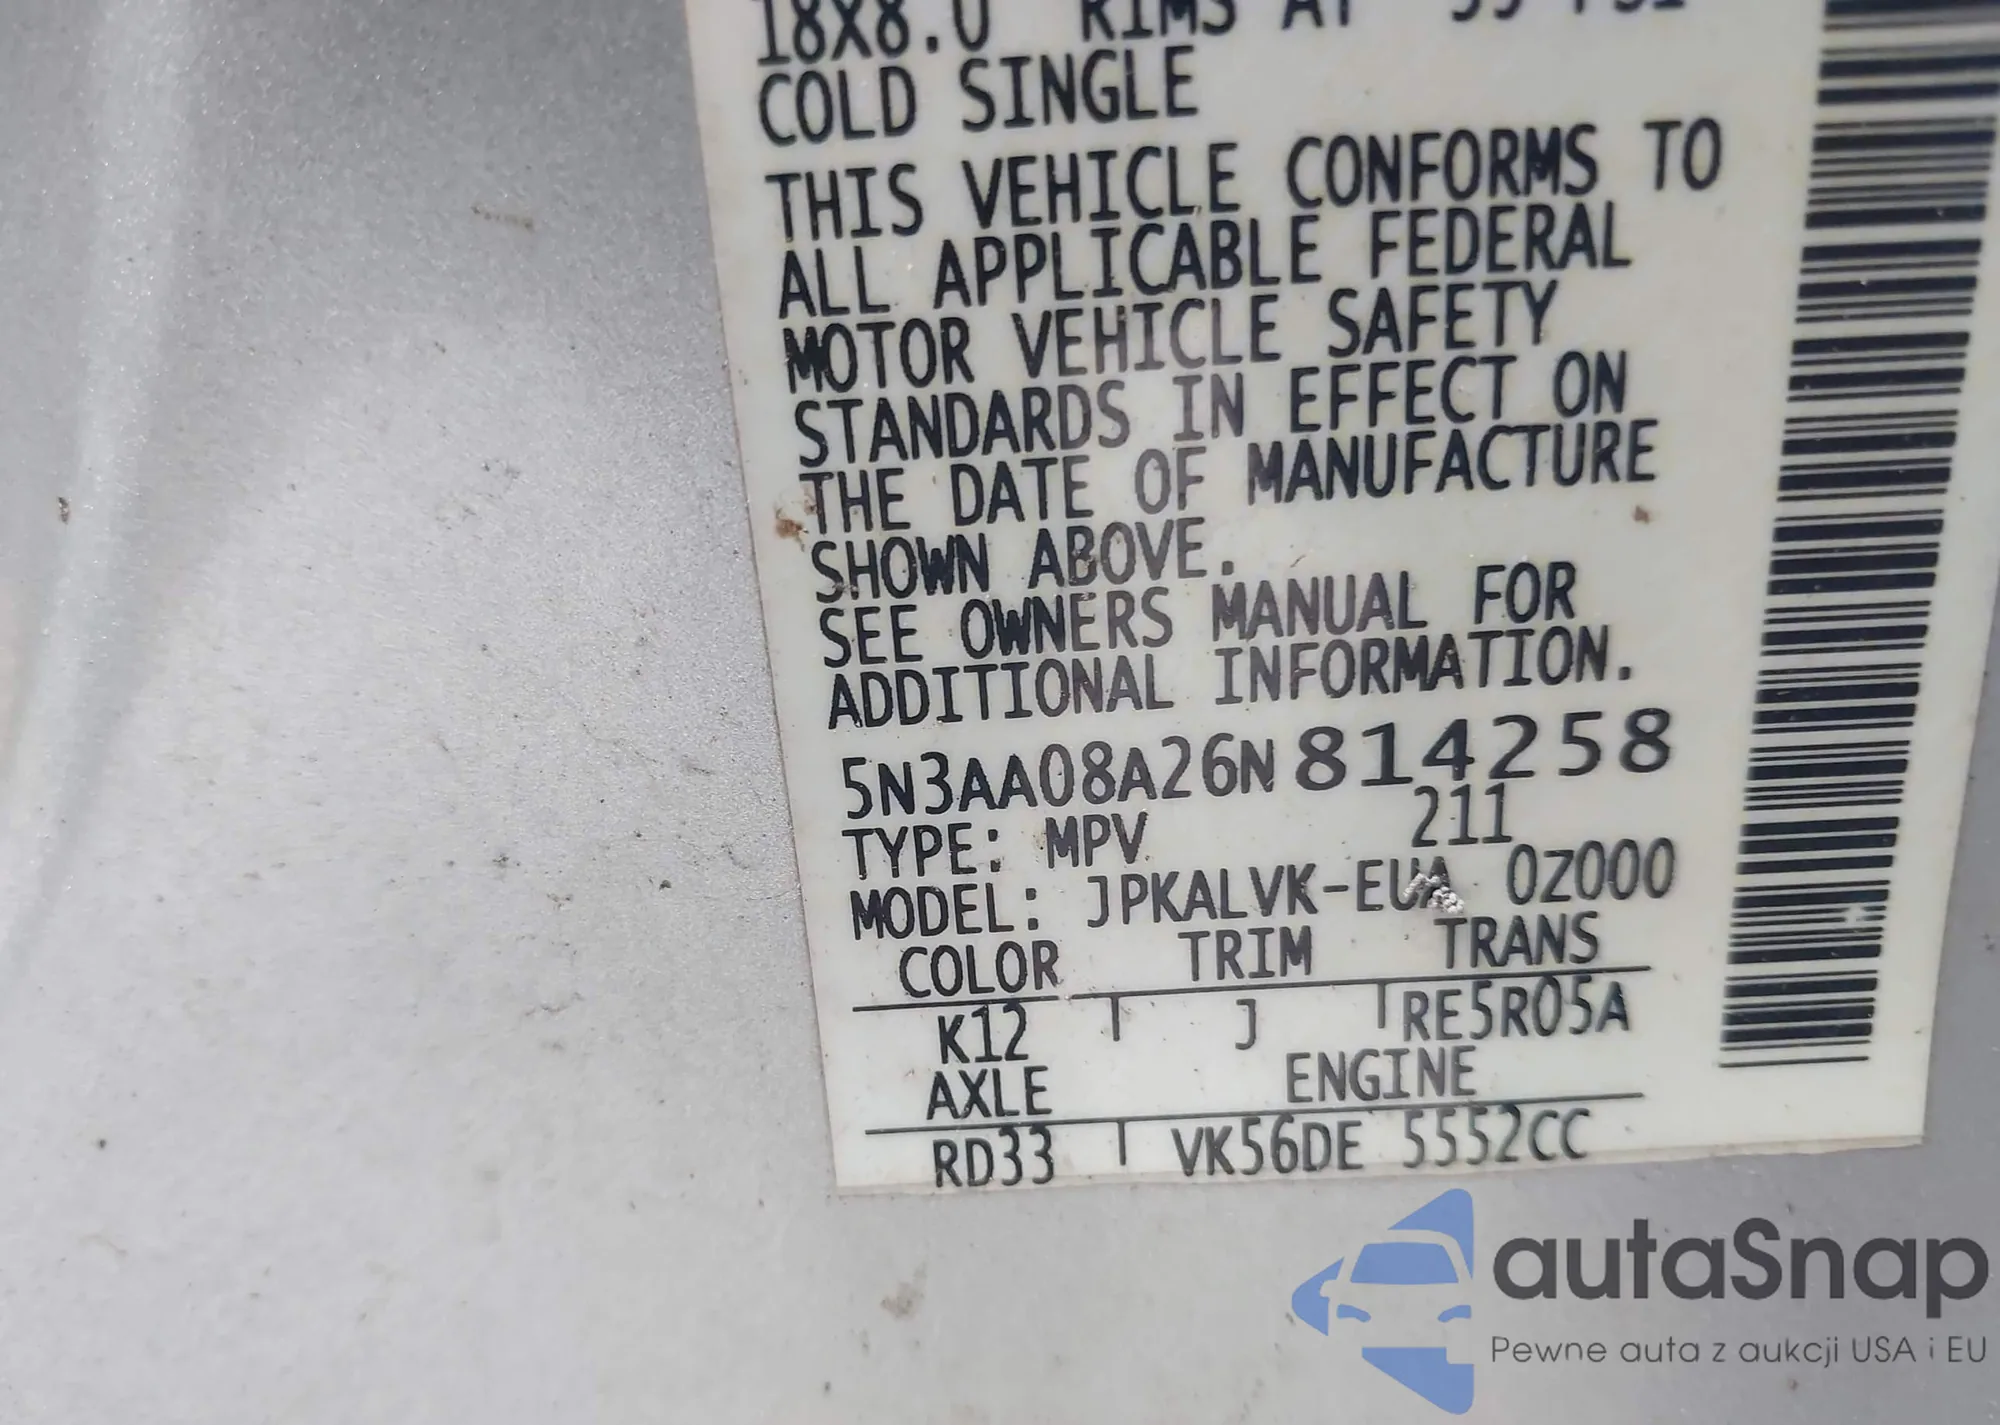 18X8.0 RIMS AT PSI
COLD SINGLE
THIS VEHICLE CONFORMS TO
ALL APPLICABLE FEDERAL
MOTOR VEHICLE SAFETY
STANDARDS IN EFFECT ON
THE DATE OF MANUFACTURE
SHOWN ABOVE.
SEE OWNERS MANUAL FOR
ADDITIONAL INFORMATION.
5N3AA08A26N814258
TYPE: MPV 211
MODEL: JPKALVK-EUA 0Z000
COLOR TRIM TRANS
K12 J RE5R05A
AXLE ENGINE
RD33 VK56DE 5552CC
autaSnap
Pewne auta z aukcji USA i EU